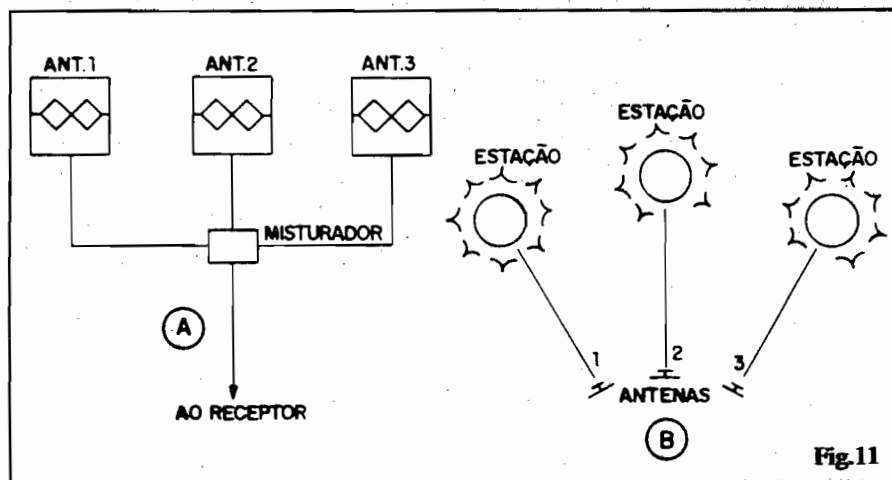 ANT.1 ANT.2 ANT.3
MISTURADOR
A
AO RECEPTOR
ESTAÇÃO
ESTAÇÃO
ESTAÇÃO
1 2 3
ANTENAS
B
Fig.11